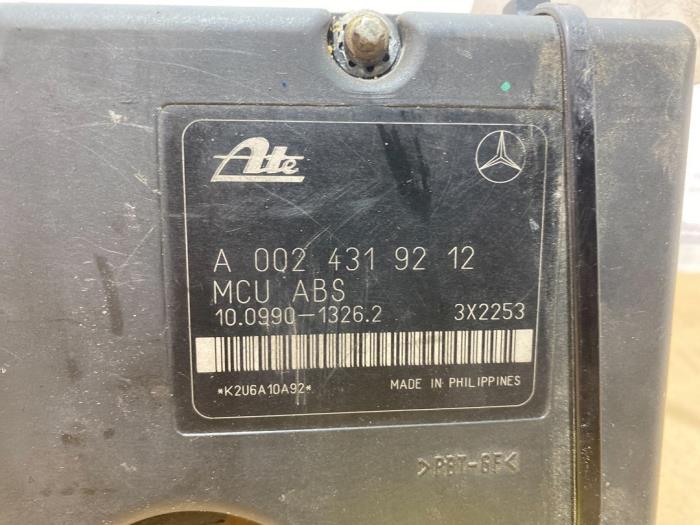 Ate
A 002 431 92 12
MCU ABS
10.0990-1326.2 3X2253
*K2U6A10A92* MADE IN PHILIPPINES
>PBT-GF<